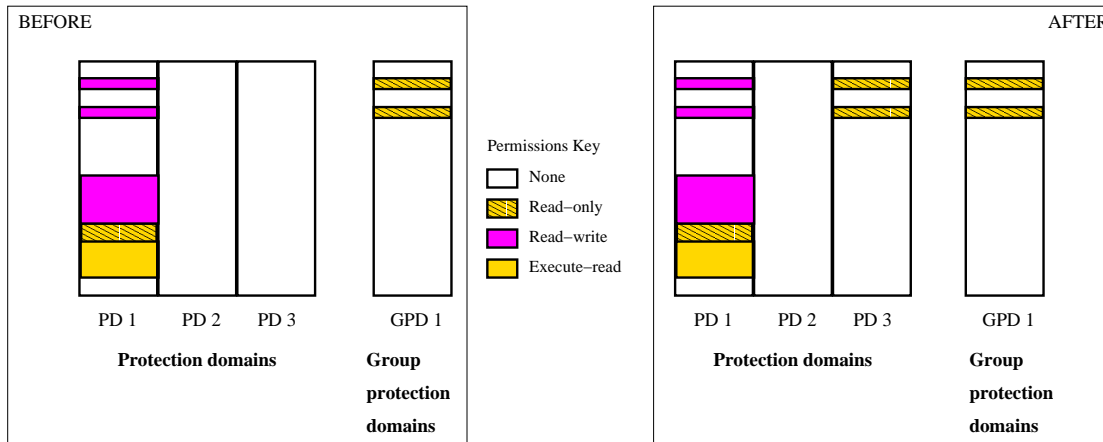 BEFORE
PD 1 PD 2 PD 3 GPD 1
Protection domains
Group
protection
domains
Permissions Key
None
Read−only
Read−write
Execute−read
AFTER
PD 1 PD 2 PD 3 GPD 1
Protection domains
Group
protection
domains